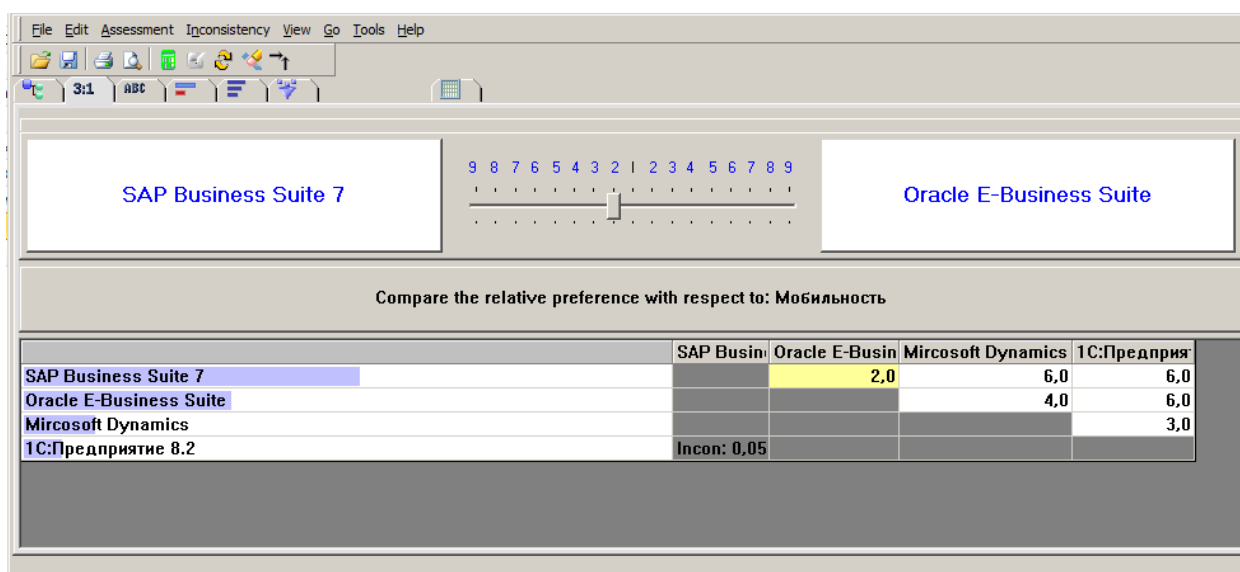 File Edit Assessment Inconsistency View Go Tools Help
3:1 ABC
9 8 7 6 5 4 3 2 1 2 3 4 5 6 7 8 9
SAP Business Suite 7 Oracle E-Business Suite
Compare the relative preference with respect to: Мобильность
SAP Busin Oracle E-Busin Mircosoft Dynamics 1С:Предприя
SAP Business Suite 7 2,0 6,0 6,0
Oracle E-Business Suite 4,0 6,0
Mircosoft Dynamics 3,0
1С:Предприятие 8.2 Incon: 0,05